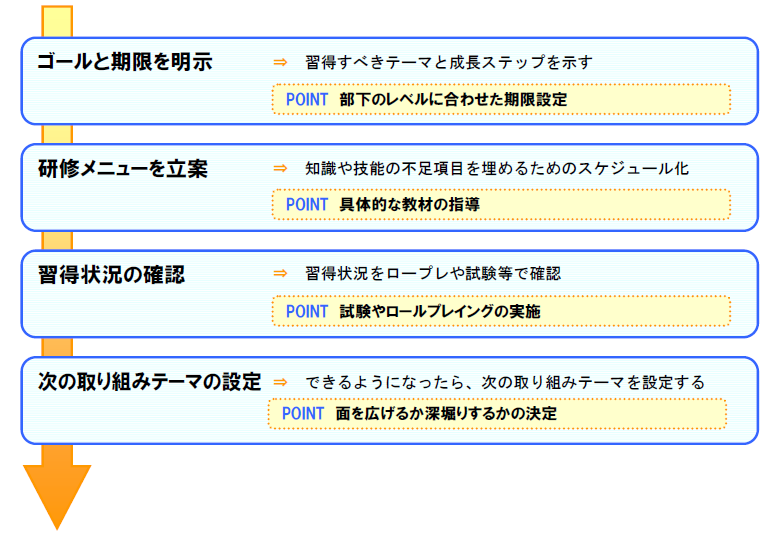 ゴールと期限を明示 ⇒ 習得すべきテーマと成長ステップを示す
POINT 部下のレベルに合わせた期限設定
研修メニューを立案 ⇒ 知識や技能の不足項目を埋めるためのスケジュール化
POINT 具体的な教材の指導
習得状況の確認 ⇒ 習得状況をロープレや試験等で確認
POINT 試験やロールプレイングの実施
次の取り組みテーマの設定 ⇒ できるようになったら、次の取り組みテーマを設定する
POINT 面を広げるか深堀りするかの決定